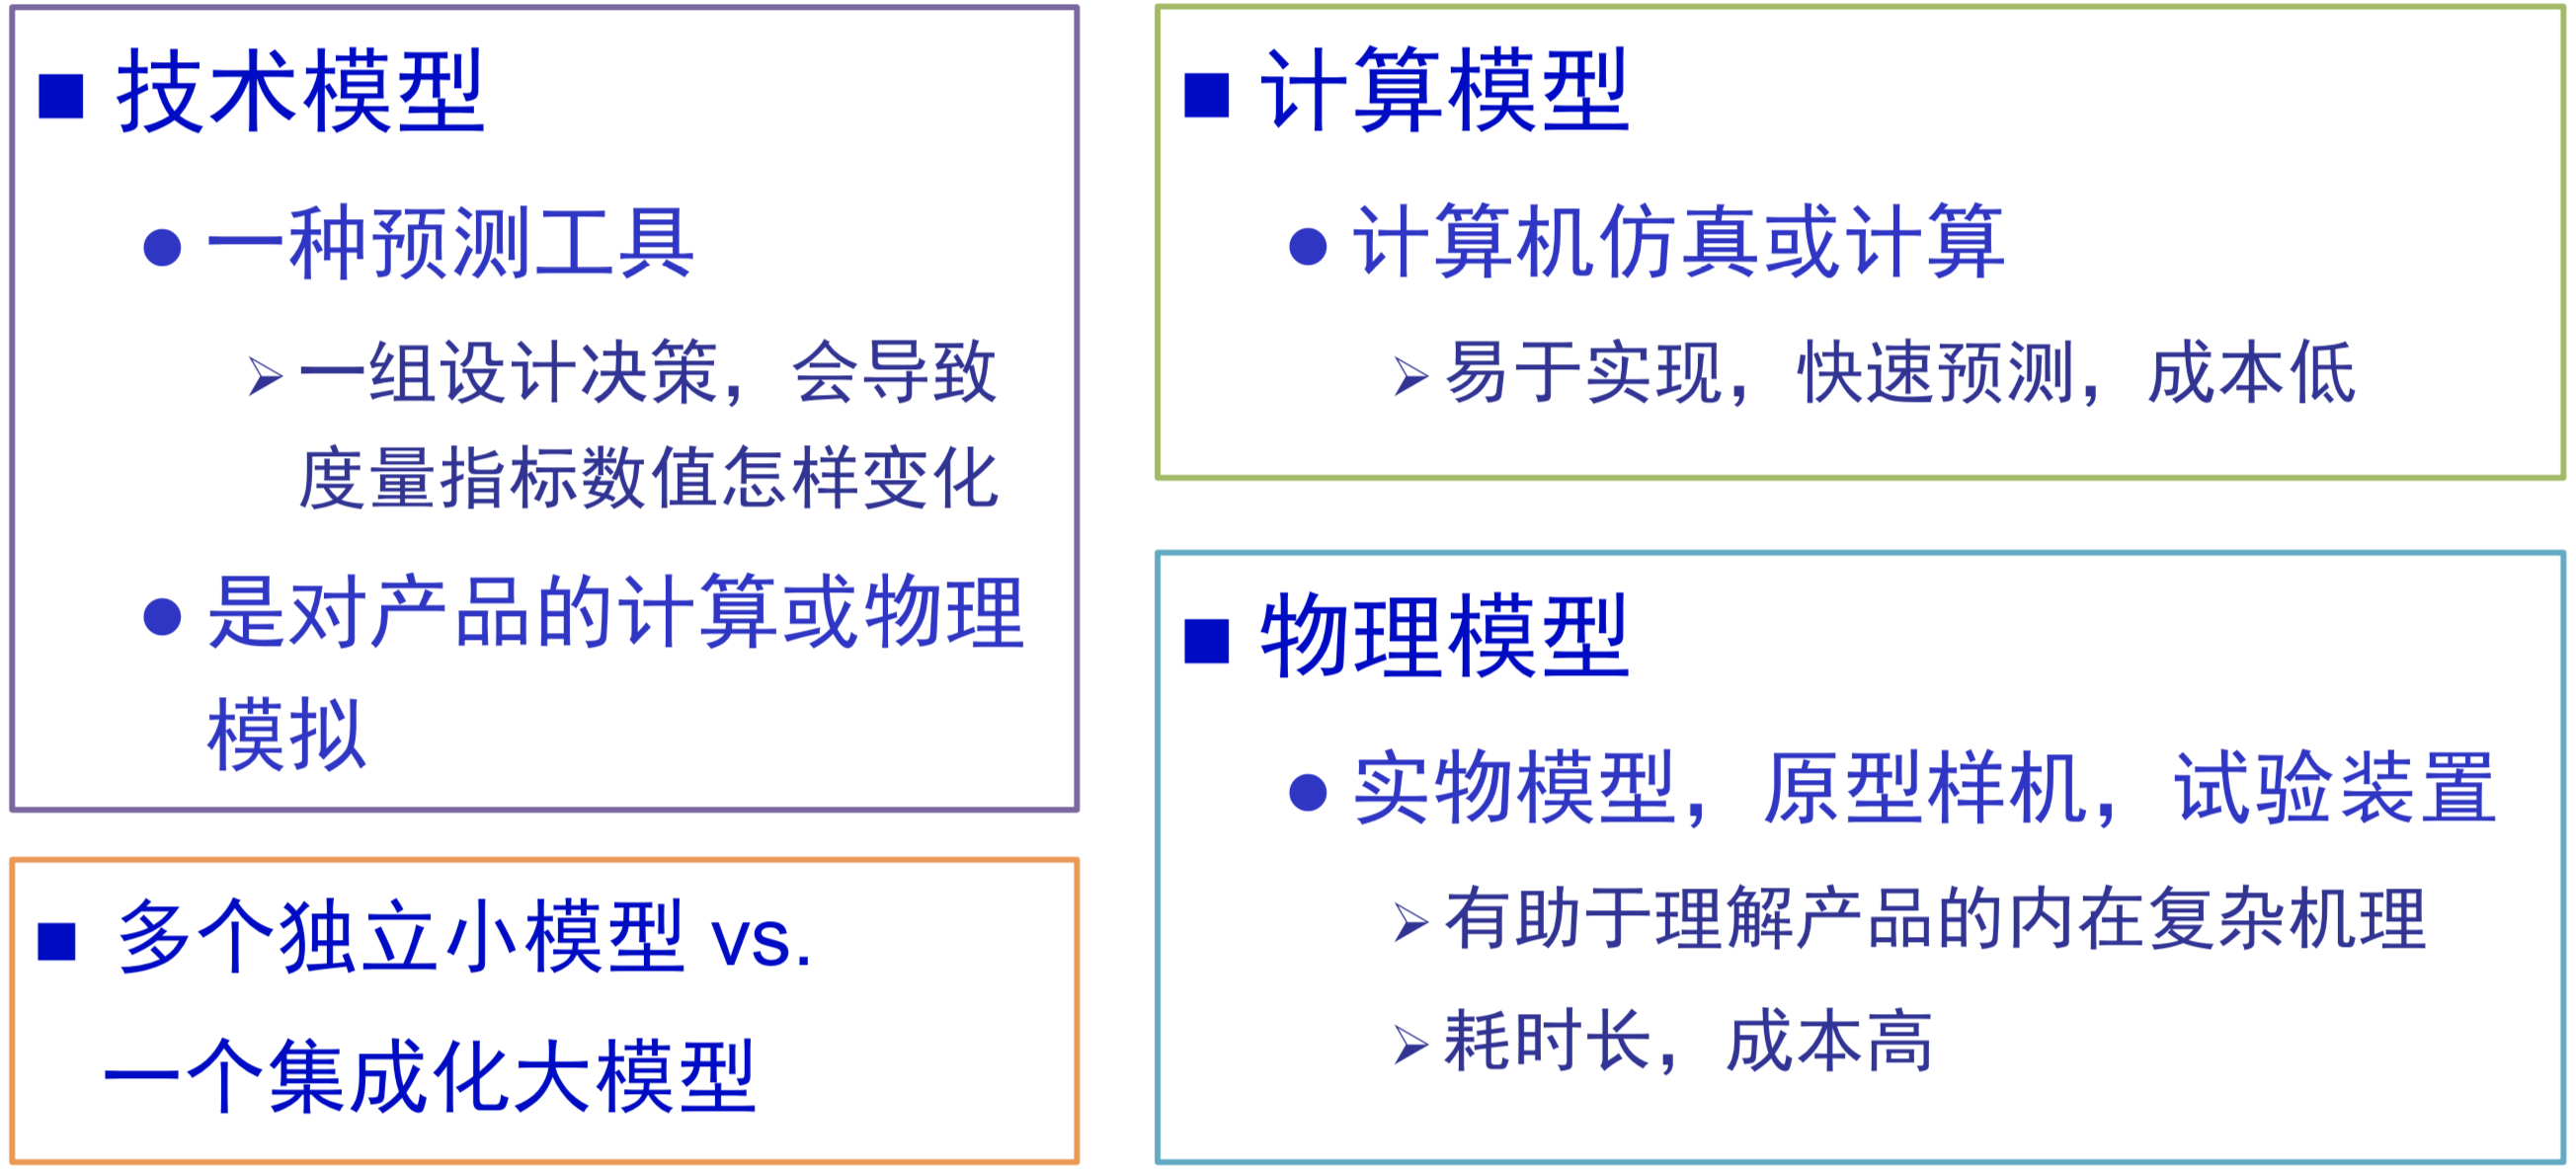 ■ 技术模型
● 一种预测工具
➢ 一组设计决策，会导致
度量指标数值怎样变化
● 是对产品的计算或物理
模拟
■ 多个独立小模型 vs.
一个集成化大模型
■ 计算模型
● 计算机仿真或计算
➢ 易于实现，快速预测，成本低
■ 物理模型
● 实物模型，原型样机，试验装置
➢ 有助于理解产品的内在复杂机理
➢ 耗时长，成本高